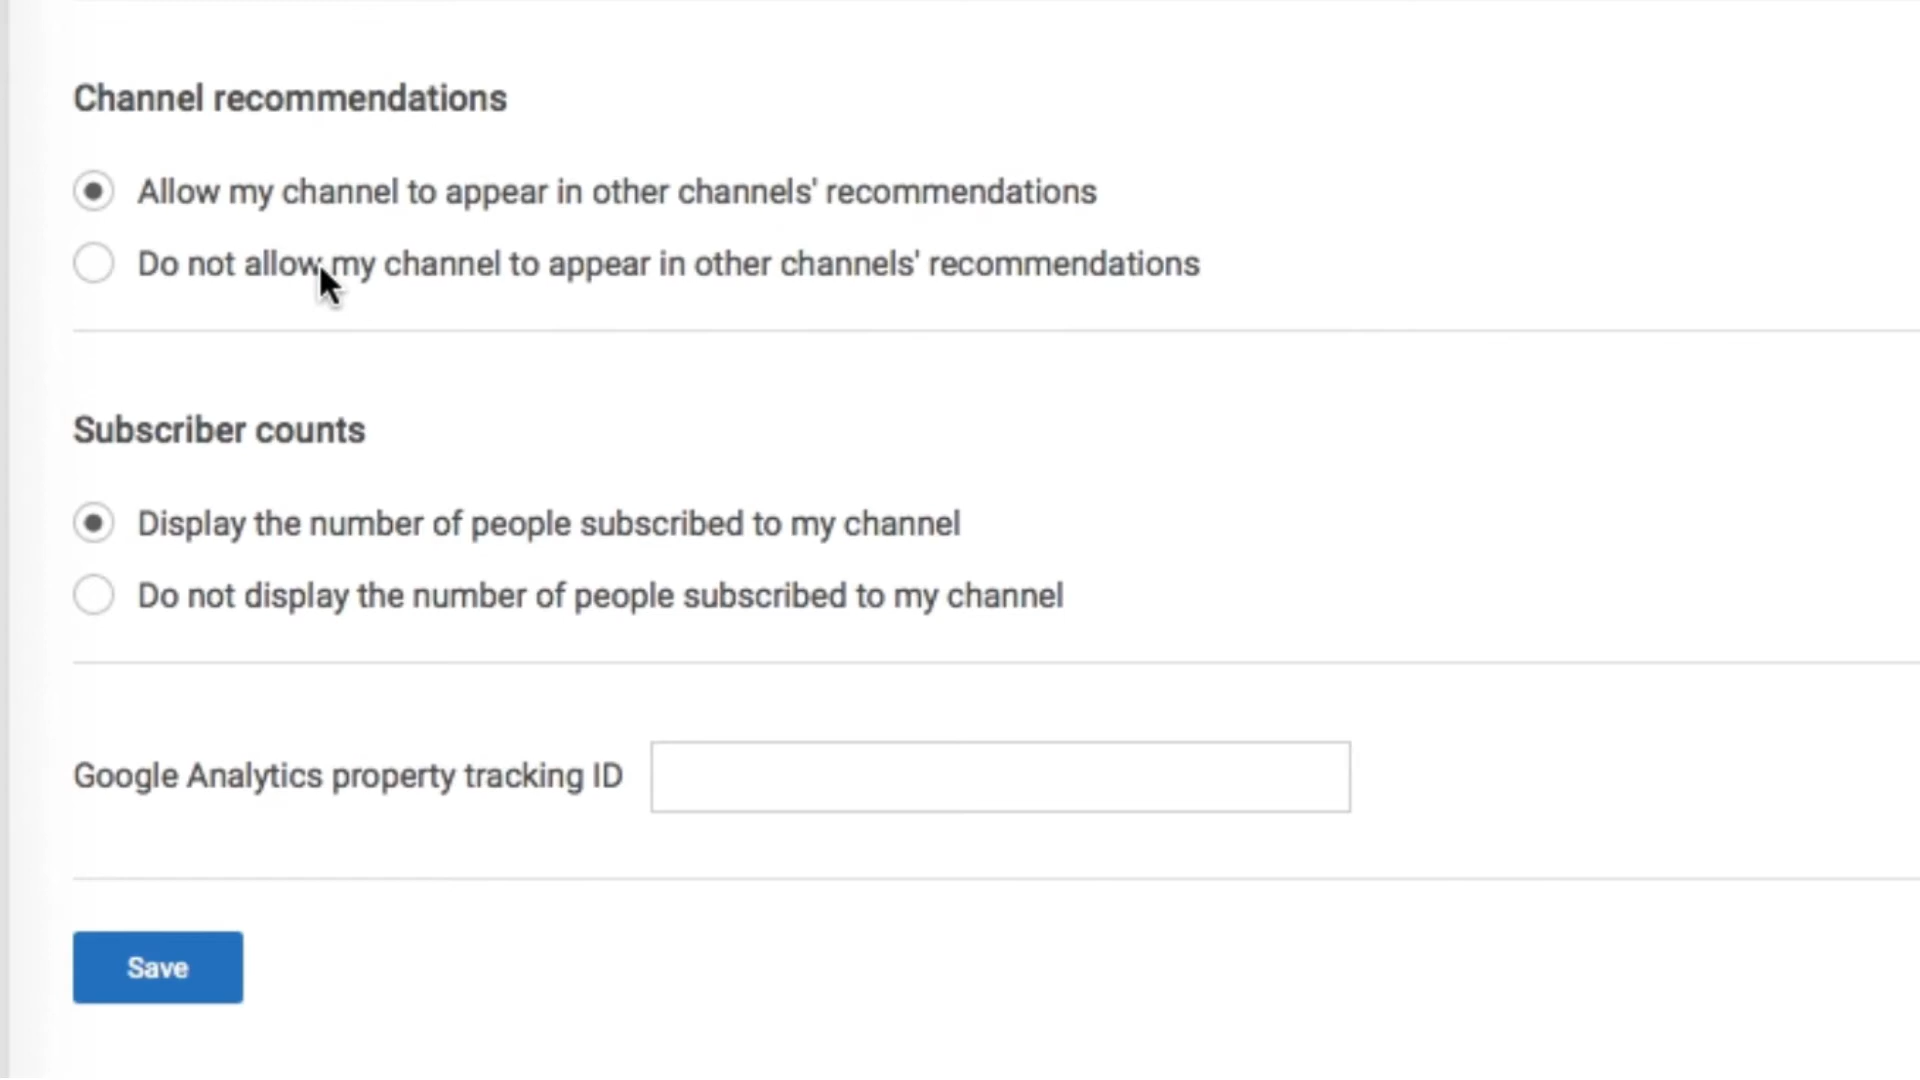 Channel recommendations
Allow my channel to appear in other channels' recommendations
Do not allow my channel to appear in other channels' recommendations
Subscriber counts
Display the number of people subscribed to my channel
Do not display the number of people subscribed to my channel
Google Analytics property tracking ID
Save